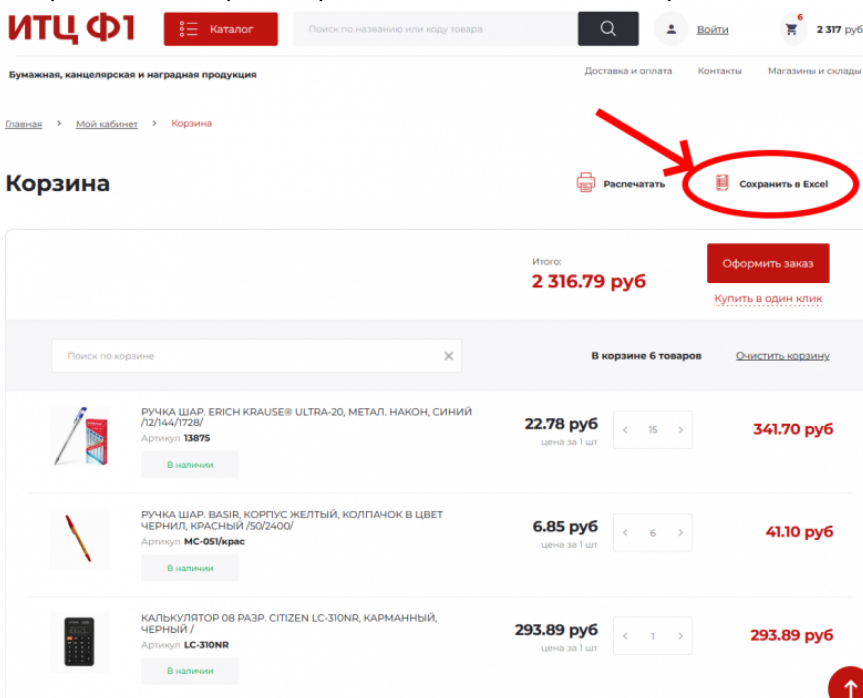 ИТЦ Ф1
Каталог
Поиск по названию или коду товара
Войти
6
2 317 руб
Бумажная, канцелярская и наградная продукция
Доставка и оплата
Контакты
Магазины и склады
Главная > Мой кабинет > Корзина
Корзина
Распечатать
Сохранить в Excel
Итого:
2 316.79 руб
Оформить заказ
Купить в один клик
Поиск по корзине
В корзине 6 товаров
Очистить корзину
РУЧКА ШАР. ERICH KRAUSE® ULTRA-20, МЕТАЛ. НАКОН, СИНИЙ
/12/144/1728/
Артикул 13875
В наличии
22.78 руб
цена за 1 шт
< 15 >
341.70 руб
РУЧКА ШАР. BASIR, КОРПУС ЖЕЛТЫЙ, КОЛПАЧОК В ЦВЕТ
ЧЕРНИЛ, КРАСНЫЙ /50/2400/
Артикул МС-051/крас
В наличии
6.85 руб
цена за 1 шт
< 6 >
41.10 руб
КАЛЬКУЛЯТОР 08 РАЗР. CITIZEN LC-310NR, КАРМАННЫЙ,
ЧЕРНЫЙ /
Артикул LC-310NR
В наличии
293.89 руб
цена за 1 шт
< 1 >
293.89 руб